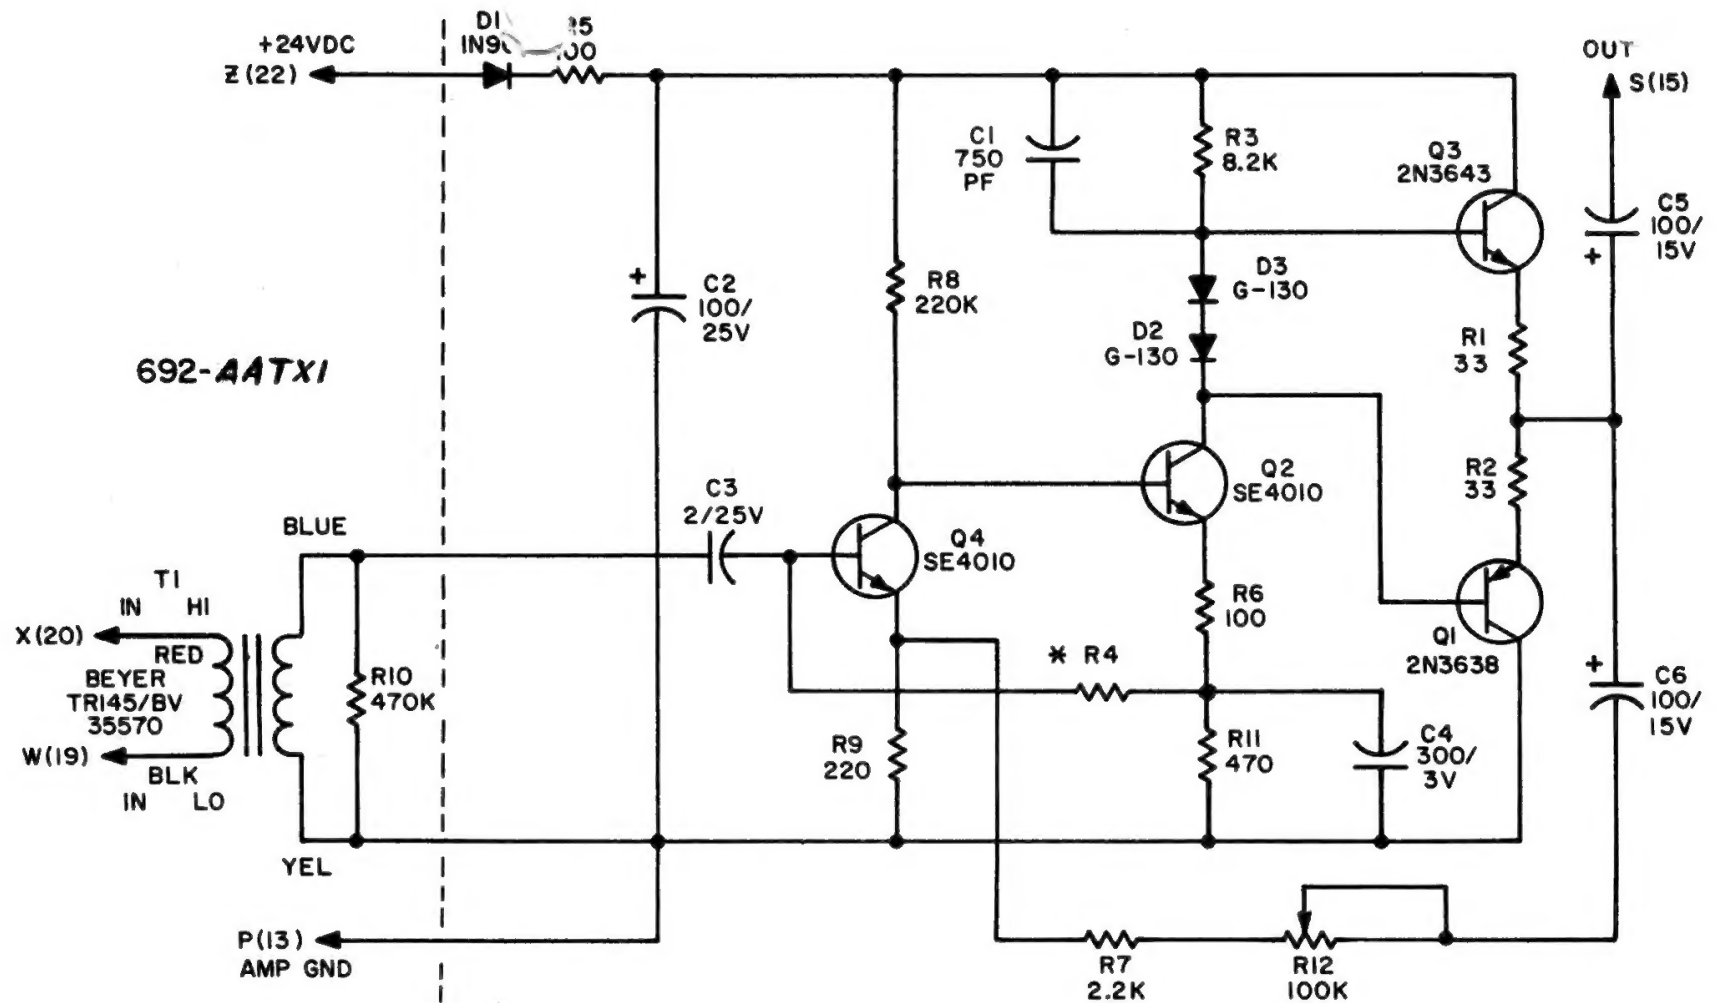 +24VDC
Z(22)
D1
R5
OUT
S(15)
C1
750
PF
R3
8.2K
Q3
2N3643
C5
100/
15V
+
+
C2
100/
25V
R8
220K
D3
G-130
D2
G-130
R1
33
692-AATX1
R2
33
Q2
SE4010
C3
2/25V
BLUE
Q4
SE4010
T1
IN HI
X(20)
RED
BEYER
TR145/BV
35570
W(19)
BLK
IN LO
R10
470K
R6
100
* R4
Q1
2N3638
+
C6
100/
15V
R9
220
R11
470
C4
300/
3V
YEL
P(13)
AMP GND
R7
2.2K
R12
100K